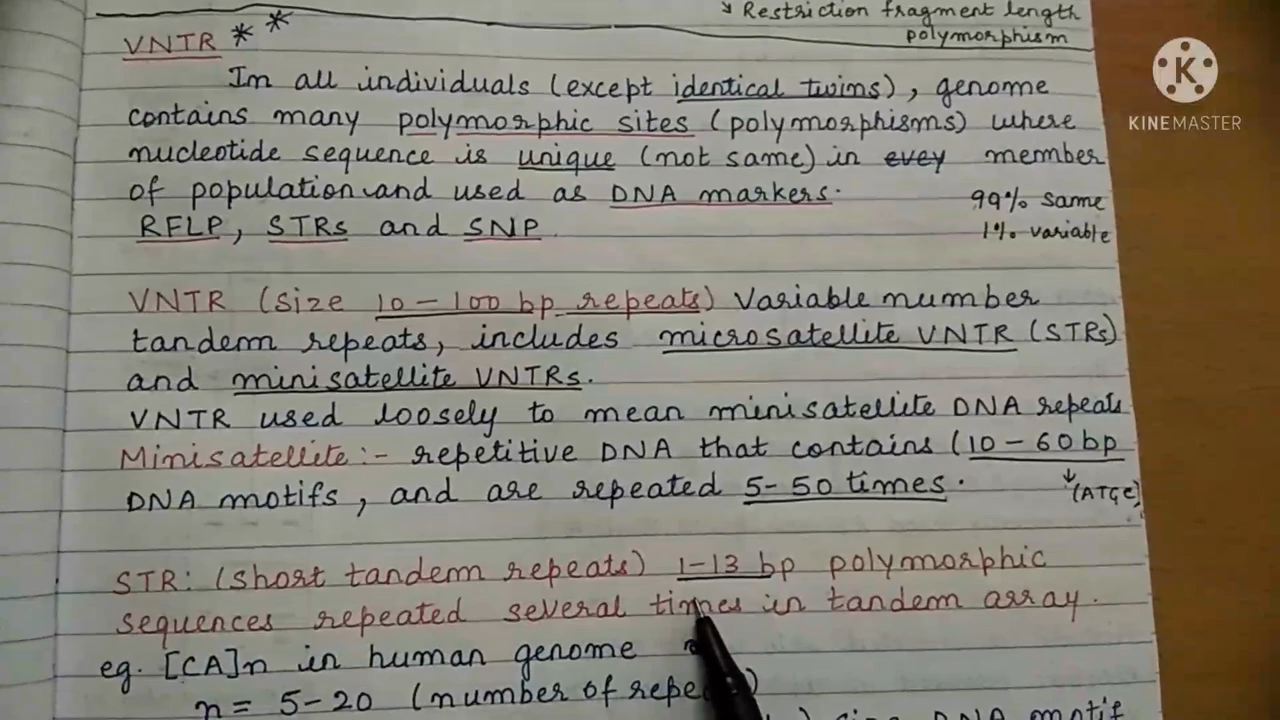 ↘ Restriction fragment length
polymorphism
VNTR * *
In all individuals (except identical twins), genome
contains many polymorphic sites (polymorphisms) where
nucleotide sequence is unique (not same) in evey member
of population and used as DNA markers.
99% same
RFLP, STRs and SNP
1% variable
VNTR (size 10-100 bp repeats) Variable number
tandem repeats, includes microsatellite VNTR (STRs)
and minisatellite VNTRs.
VNTR used loosely to mean minisatellite DNA repeats
Minisatellite:- repetitive DNA that contains (10-60 bp
DNA motifs, and are repeated 5-50 times.
↓
(ATGC)
STR: (short tandem repeats) 1-13 bp polymorphic
sequences repeated several times in tandem array.
eg. [CA]n in human genome
n = 5-20 (number of
DNA motif
K
KINEMASTER